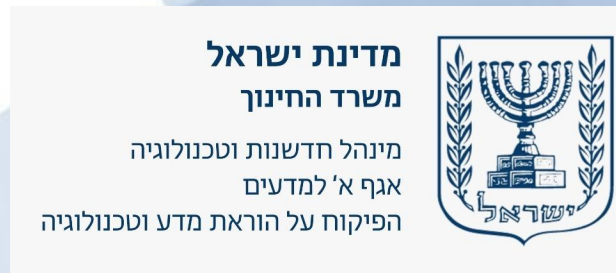 מדינת ישראל
משרד החינוך
מינהל חדשנות וטכנולוגיה
אגף א' למדעים
הפיקוח על הוראת מדע וטכנולוגיה
ישראל